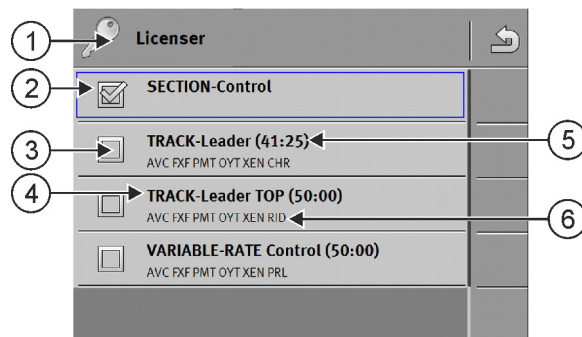 1
Licenser
2
SECTION-Control
3
TRACK-Leader (41:25)
5
AVC FXF PMT OYT XEN CHR
4
TRACK-Leader TOP (50:00)
AVC FXF PMT OYT XEN RID
6
VARIABLE-RATE Control (50:00)
AVC FXF PMT OYT XEN PRL